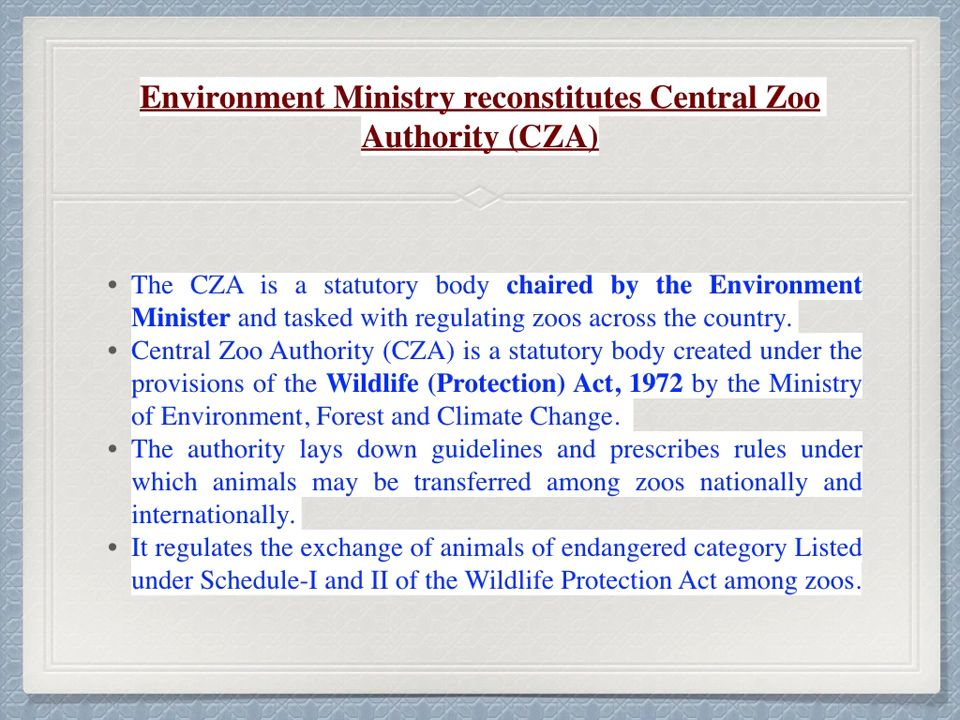 Environment Ministry reconstitutes Central Zoo
Authority (CZA)
• The CZA is a statutory body chaired by the Environment
Minister and tasked with regulating zoos across the country.
• Central Zoo Authority (CZA) is a statutory body created under the
provisions of the Wildlife (Protection) Act, 1972 by the Ministry
of Environment, Forest and Climate Change.
• The authority lays down guidelines and prescribes rules under
which animals may be transferred among zoos nationally and
internationally.
• It regulates the exchange of animals of endangered category Listed
under Schedule-I and II of the Wildlife Protection Act among zoos.